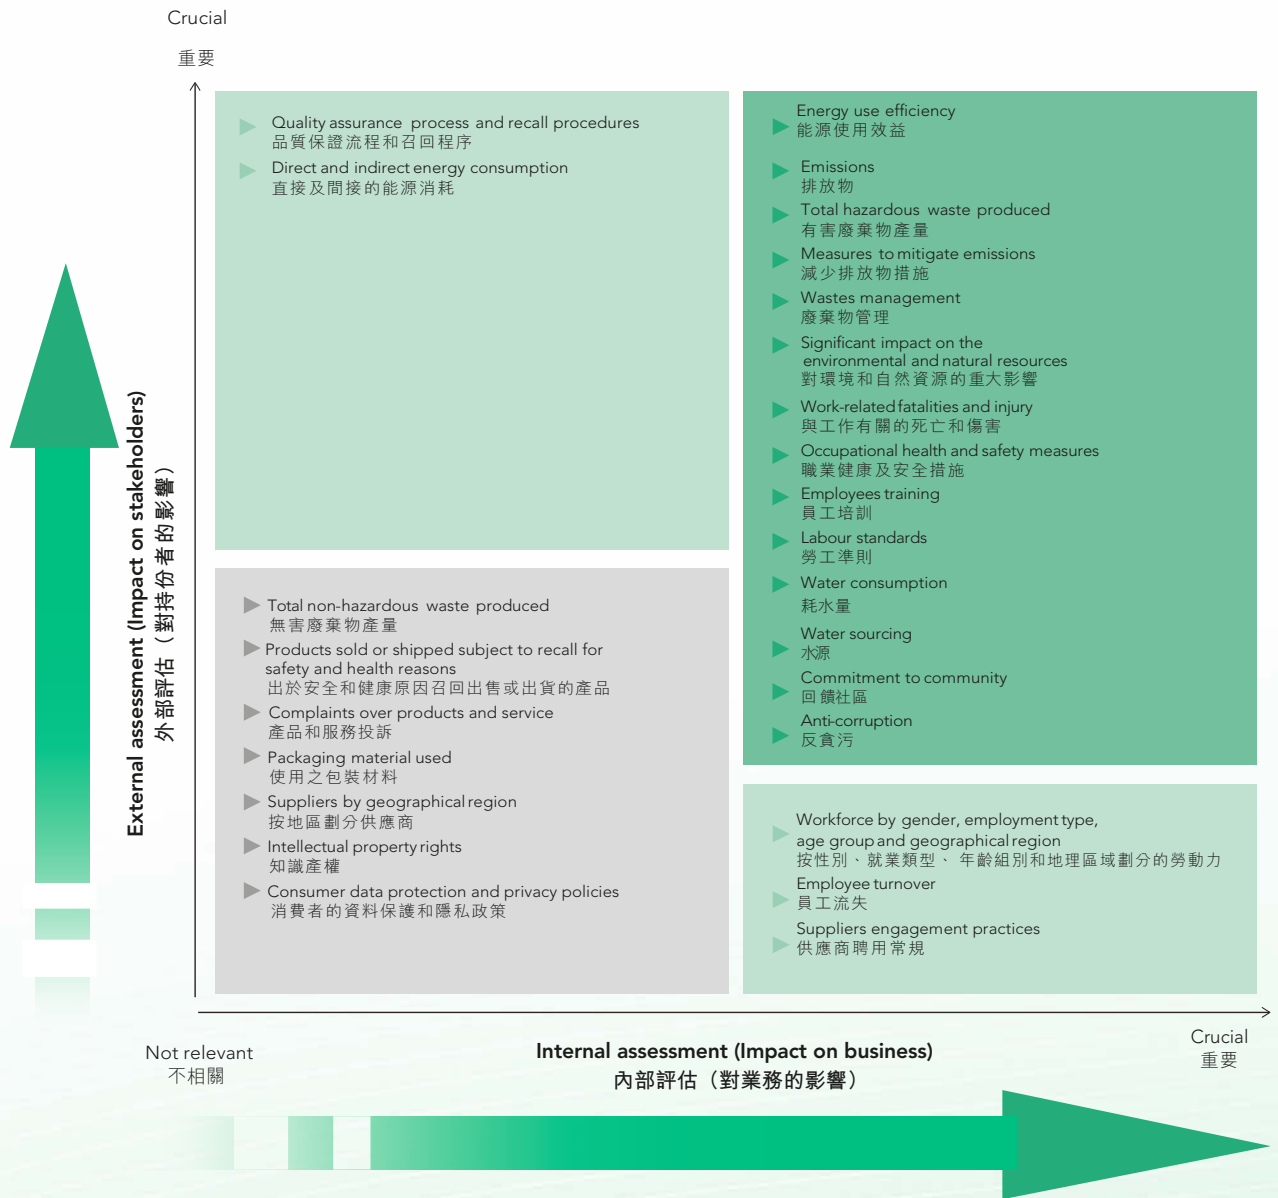 Crucial
重要
Quality assurance process and recall procedures
品質保證流程和召回程序
Direct and indirect energy consumption
直接及間接的能源消耗
Energy use efficiency
能源使用效益
Emissions
排放物
Total hazardous waste produced
有害廢棄物產量
Measures to mitigate emissions
減少排放物措施
Wastes management
廢棄物管理
Significant impact on the
environmental and natural resources
對環境和自然資源的重大影響
Work-related fatalities and injury
與工作有關的死亡和傷害
Occupational health and safety measures
職業健康及安全措施
Employees training
員工培訓
Labour standards
勞工準則
Water consumption
耗水量
Water sourcing
水源
Commitment to community
回饋社區
Anti-corruption
反貪污
External assessment (Impact on stakeholders)
外部評估（對持份者的影響）
Total non-hazardous waste produced
無害廢棄物產量
Products sold or shipped subject to recall for
safety and health reasons
出於安全和健康原因召回出售或出貨的產品
Complaints over products and service
產品和服務投訴
Packaging material used
使用之包裝材料
Suppliers by geographical region
按地區劃分供應商
Intellectual property rights
知識產權
Consumer data protection and privacy policies
消費者的資料保護和隱私政策
Workforce by gender, employment type,
age group and geographical region
按性別、就業類型、年齡組別和地理區域劃分的勞動力
Employee turnover
員工流失
Suppliers engagement practices
供應商聘用常規
Not relevant
不相關
Internal assessment (Impact on business)
內部評估（對業務的影響）
Crucial
重要